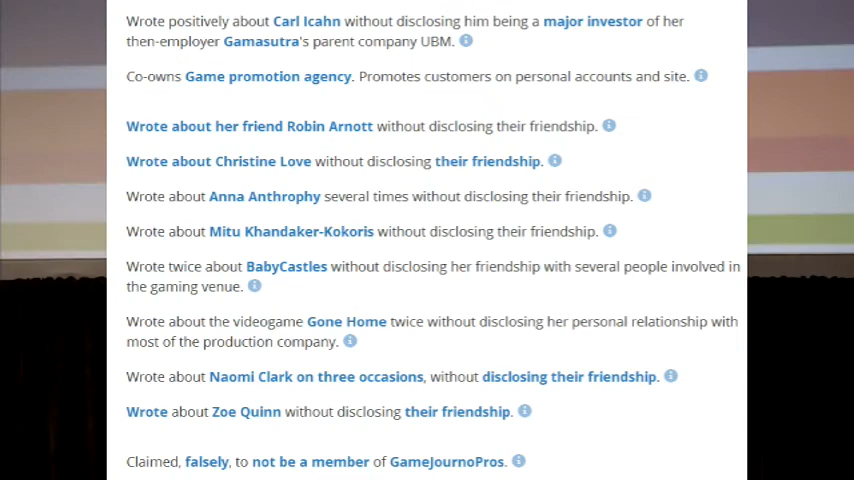 Wrote positively about Carl Icahn without disclosing him being a major investor of her
then-employer Gamasutra's parent company UBM.
Co-owns Game promotion agency. Promotes customers on personal accounts and site.
Wrote about her friend Robin Arnott without disclosing their friendship.
Wrote about Christine Love without disclosing their friendship.
Wrote about Anna Anthrophy several times without disclosing their friendship.
Wrote about Mitu Khandaker-Kokoris without disclosing their friendship.
Wrote twice about BabyCastles without disclosing her friendship with several people involved in
the gaming venue.
Wrote about the videogame Gone Home twice without disclosing her personal relationship with
most of the production company.
Wrote about Naomi Clark on three occasions, without disclosing their friendship.
Wrote about Zoe Quinn without disclosing their friendship.
Claimed, falsely, to not be a member of GameJournoPros.